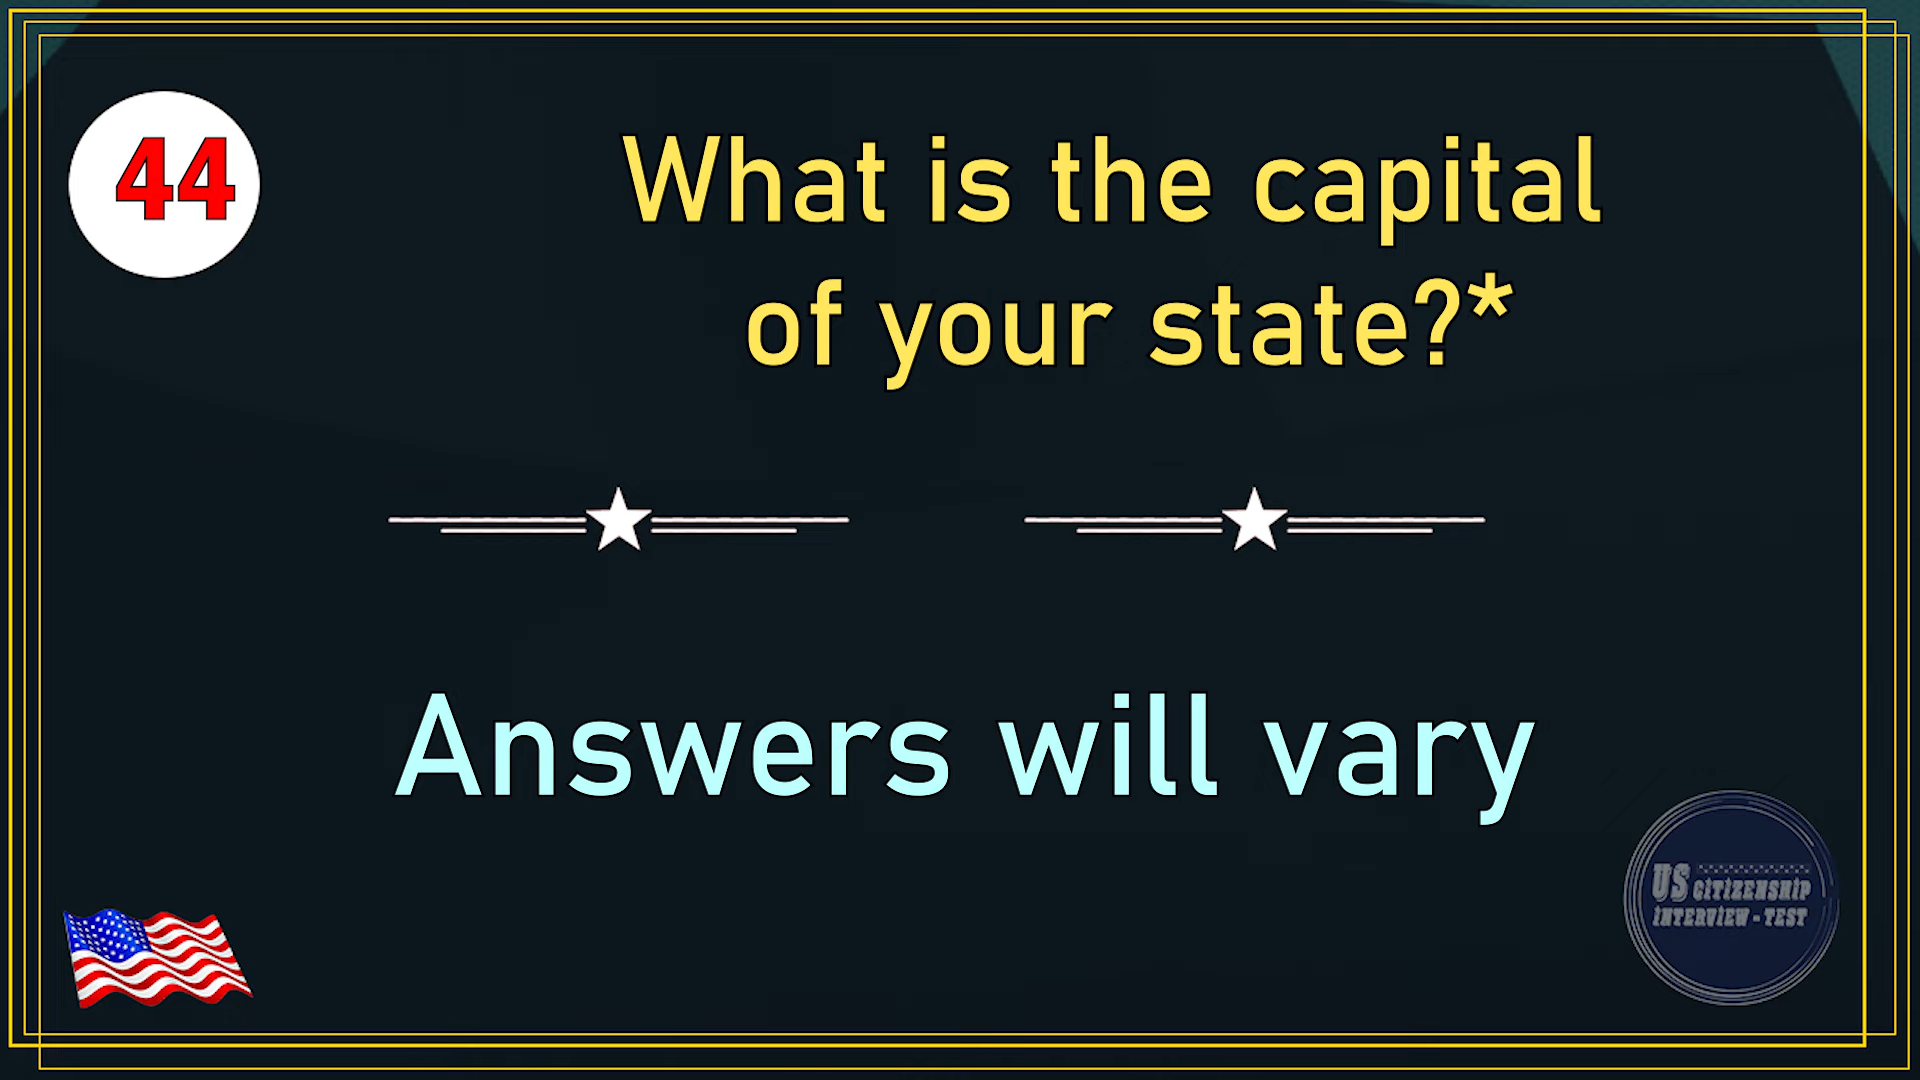 44
What is the capital
of your state?*
Answers will vary
US CITIZENSHIP
INTERVIEW - TEST